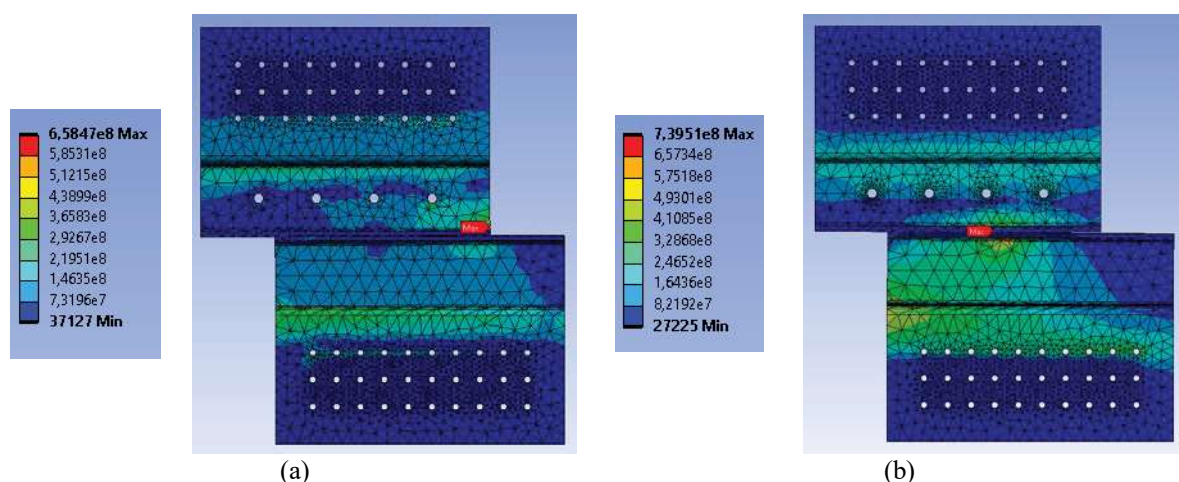 6,5847e8 Max
5,8531e8
5,1215e8
4,3899e8
3,6583e8
2,9267e8
2,1951e8
1,4635e8
7,3196e7
37127 Min
Max
(a)
7,3951e8 Max
6,5734e8
5,7518e8
4,9301e8
4,1085e8
3,2868e8
2,4652e8
1,6436e8
8,2192e7
27225 Min
Max
(b)